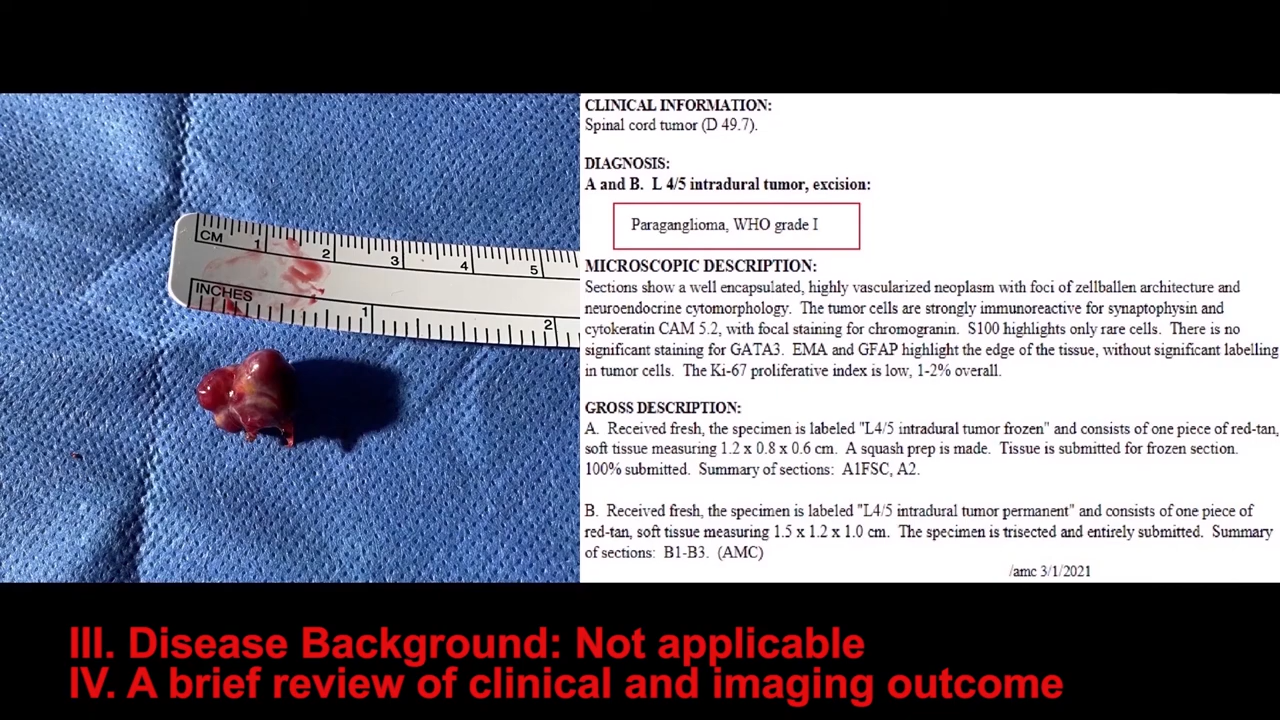 CM 1 2 3 4 5
INCHES 1 2
CLINICAL INFORMATION:
Spinal cord tumor (D 49.7).
DIAGNOSIS:
A and B. L 4/5 intradural tumor, excision:
Paraganglioma, WHO grade I
MICROSCOPIC DESCRIPTION:
Sections show a well encapsulated, highly vascularized neoplasm with foci of zellballen architecture and
neuroendocrine cytomorphology. The tumor cells are strongly immunoreactive for synaptophysin and
cytokeratin CAM 5.2, with focal staining for chromogranin. S100 highlights only rare cells. There is no
significant staining for GATA3. EMA and GFAP highlight the edge of the tissue, without significant labelling
in tumor cells. The Ki-67 proliferative index is low, 1-2% overall.
GROSS DESCRIPTION:
A. Received fresh, the specimen is labeled "L4/5 intradural tumor frozen" and consists of one piece of red-tan,
soft tissue measuring 1.2 x 0.8 x 0.6 cm. A squash prep is made. Tissue is submitted for frozen section.
100% submitted. Summary of sections: A1FSC, A2.
B. Received fresh, the specimen is labeled "L4/5 intradural tumor permanent" and consists of one piece of
red-tan, soft tissue measuring 1.5 x 1.2 x 1.0 cm. The specimen is trisected and entirely submitted. Summary
of sections: B1-B3. (AMC)
/amc 3/1/2021
III. Disease Background: Not applicable
IV. A brief review of clinical and imaging outcome